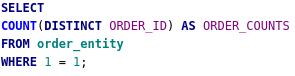 SELECT
COUNT(DISTINCT ORDER_ID) AS ORDER_COUNTS
FROM order_entity
WHERE 1 = 1;